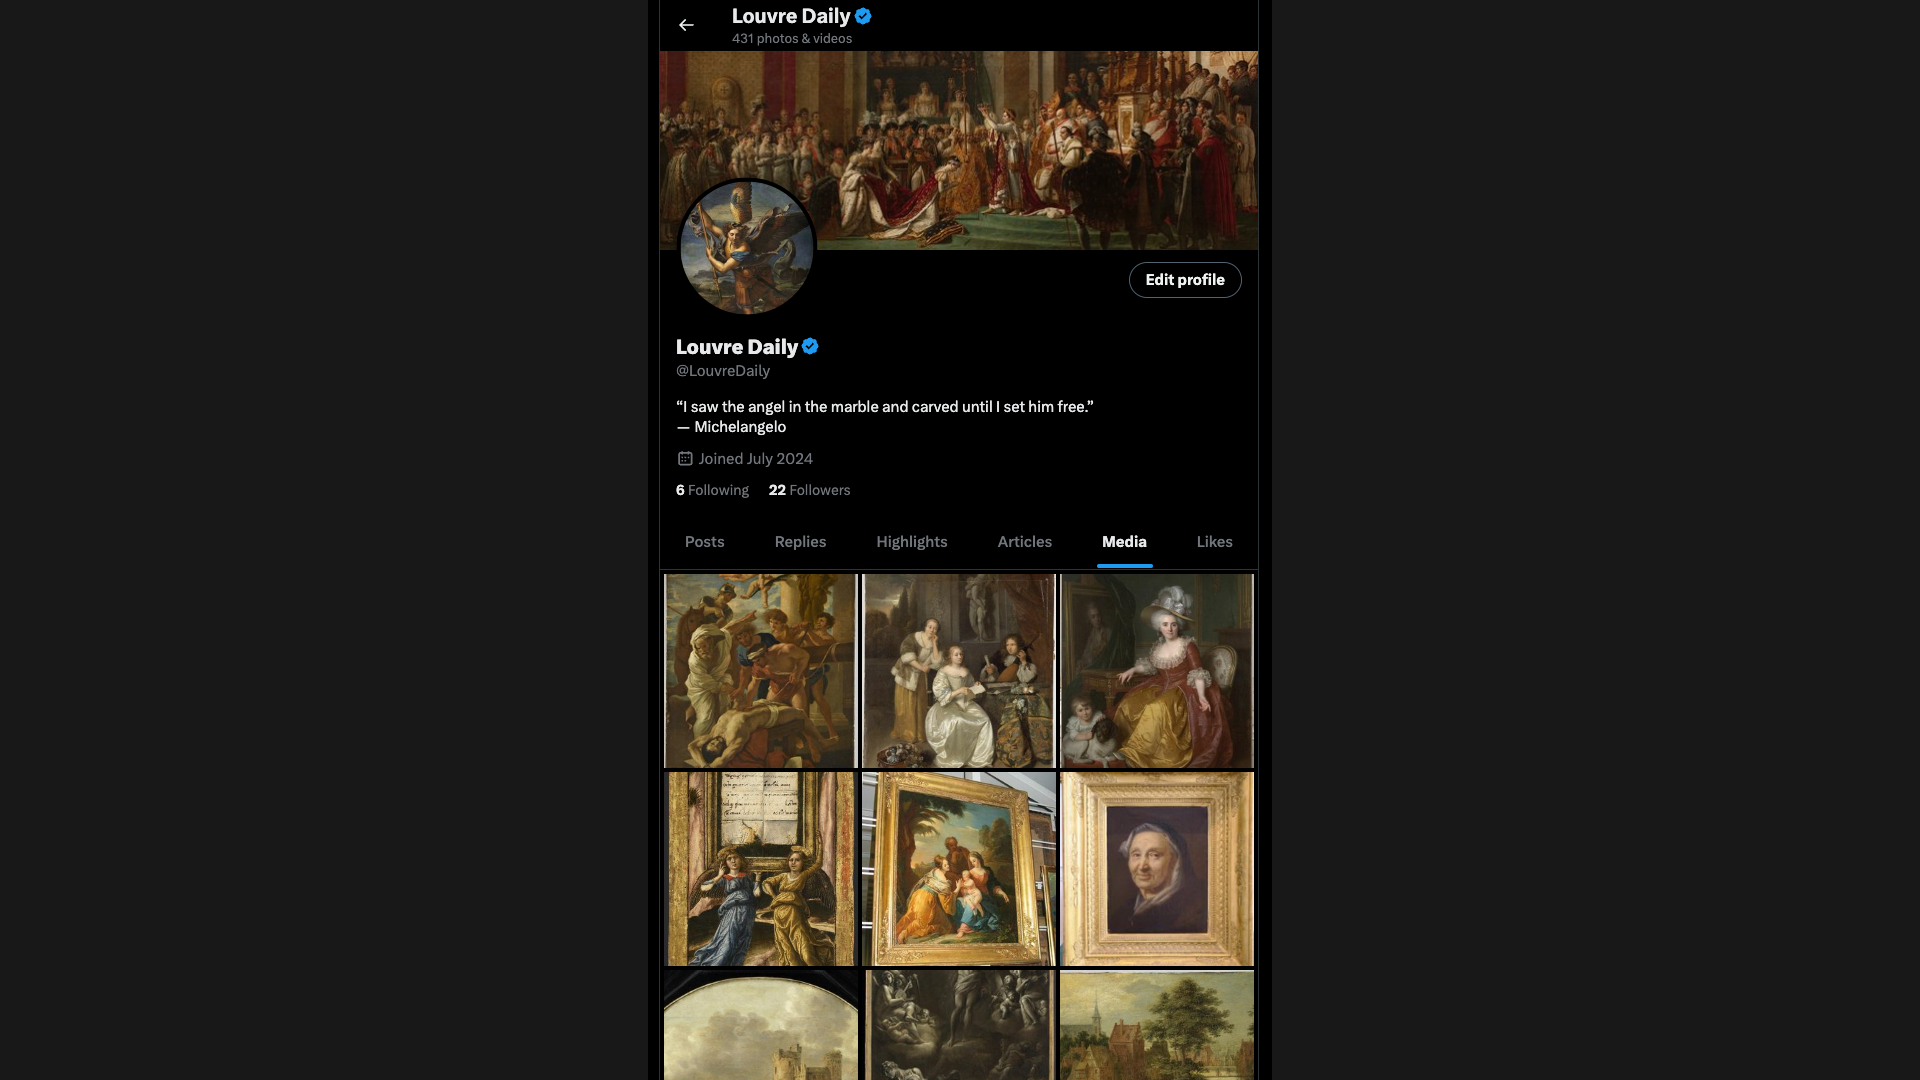 Louvre Daily
431 photos & videos
Edit profile
Louvre Daily
@LouvreDaily
“I saw the angel in the marble and carved until I set him free.”
— Michelangelo
Joined July 2024
6 Following 22 Followers
Posts Replies Highlights Articles Media Likes